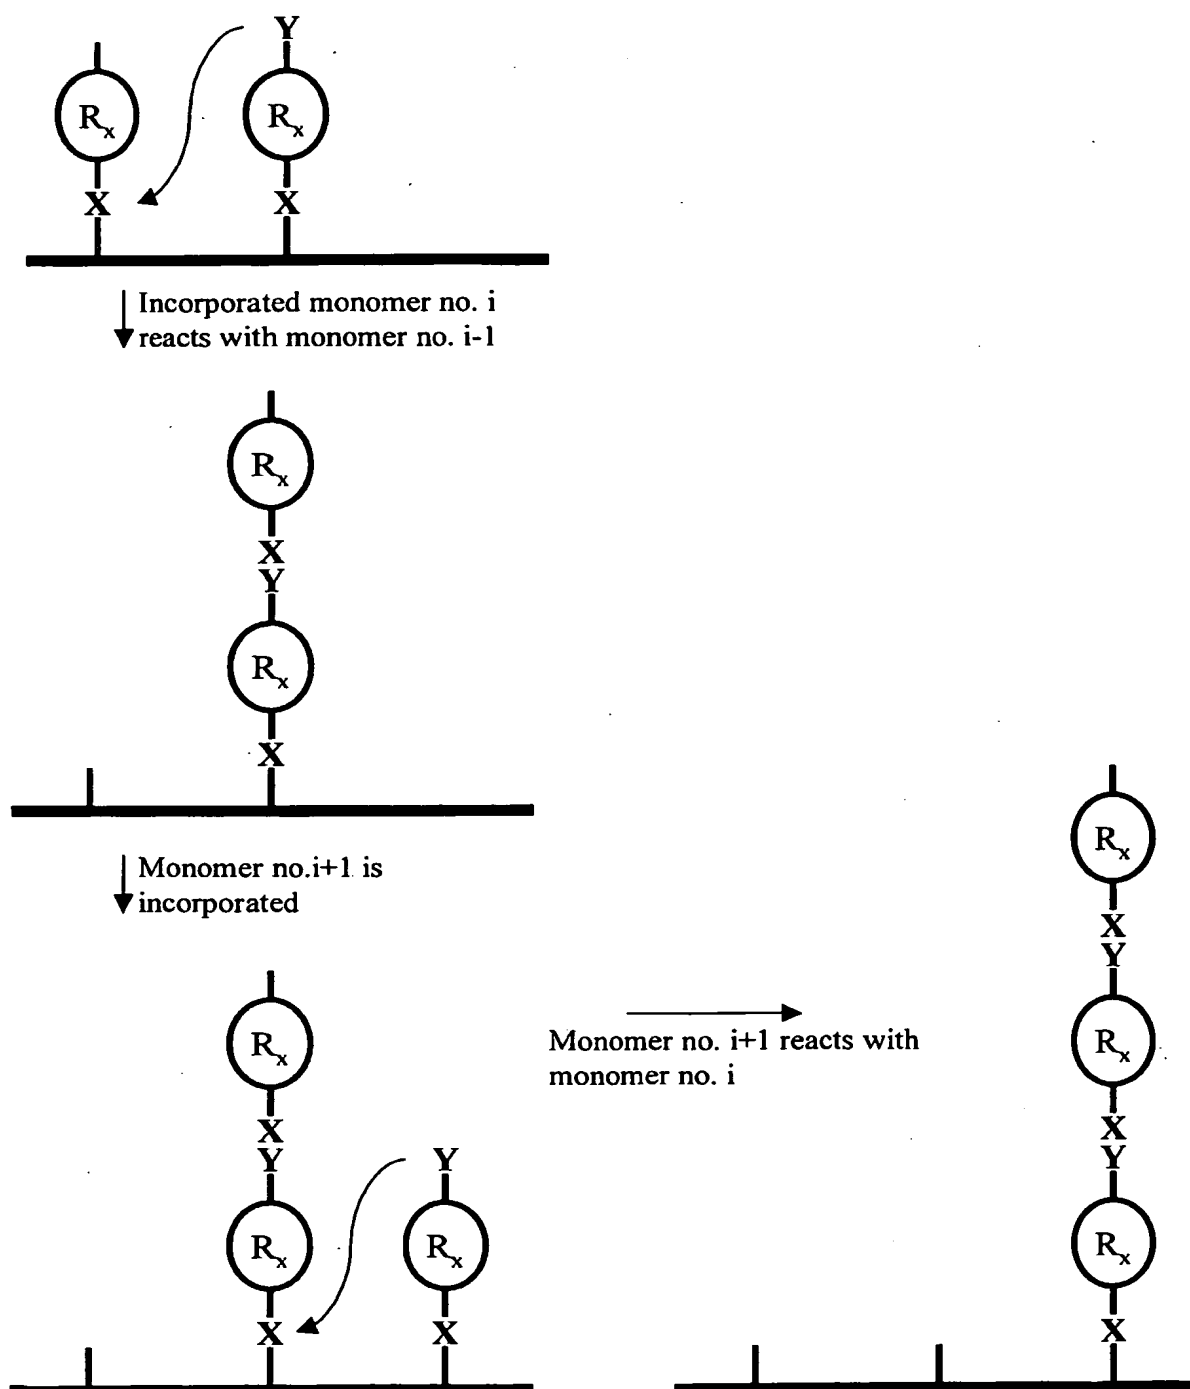 Y
Rx Rx
X X
Incorporated monomer no. i
reacts with monomer no. i-1
Rx
X
Y
Rx
X
Monomer no.i+1 is
incorporated
Rx
X
Y Y
Rx Rx
X X
Monomer no. i+1 reacts with
monomer no. i
Rx
X
Y
Rx
X
Y
Rx
X